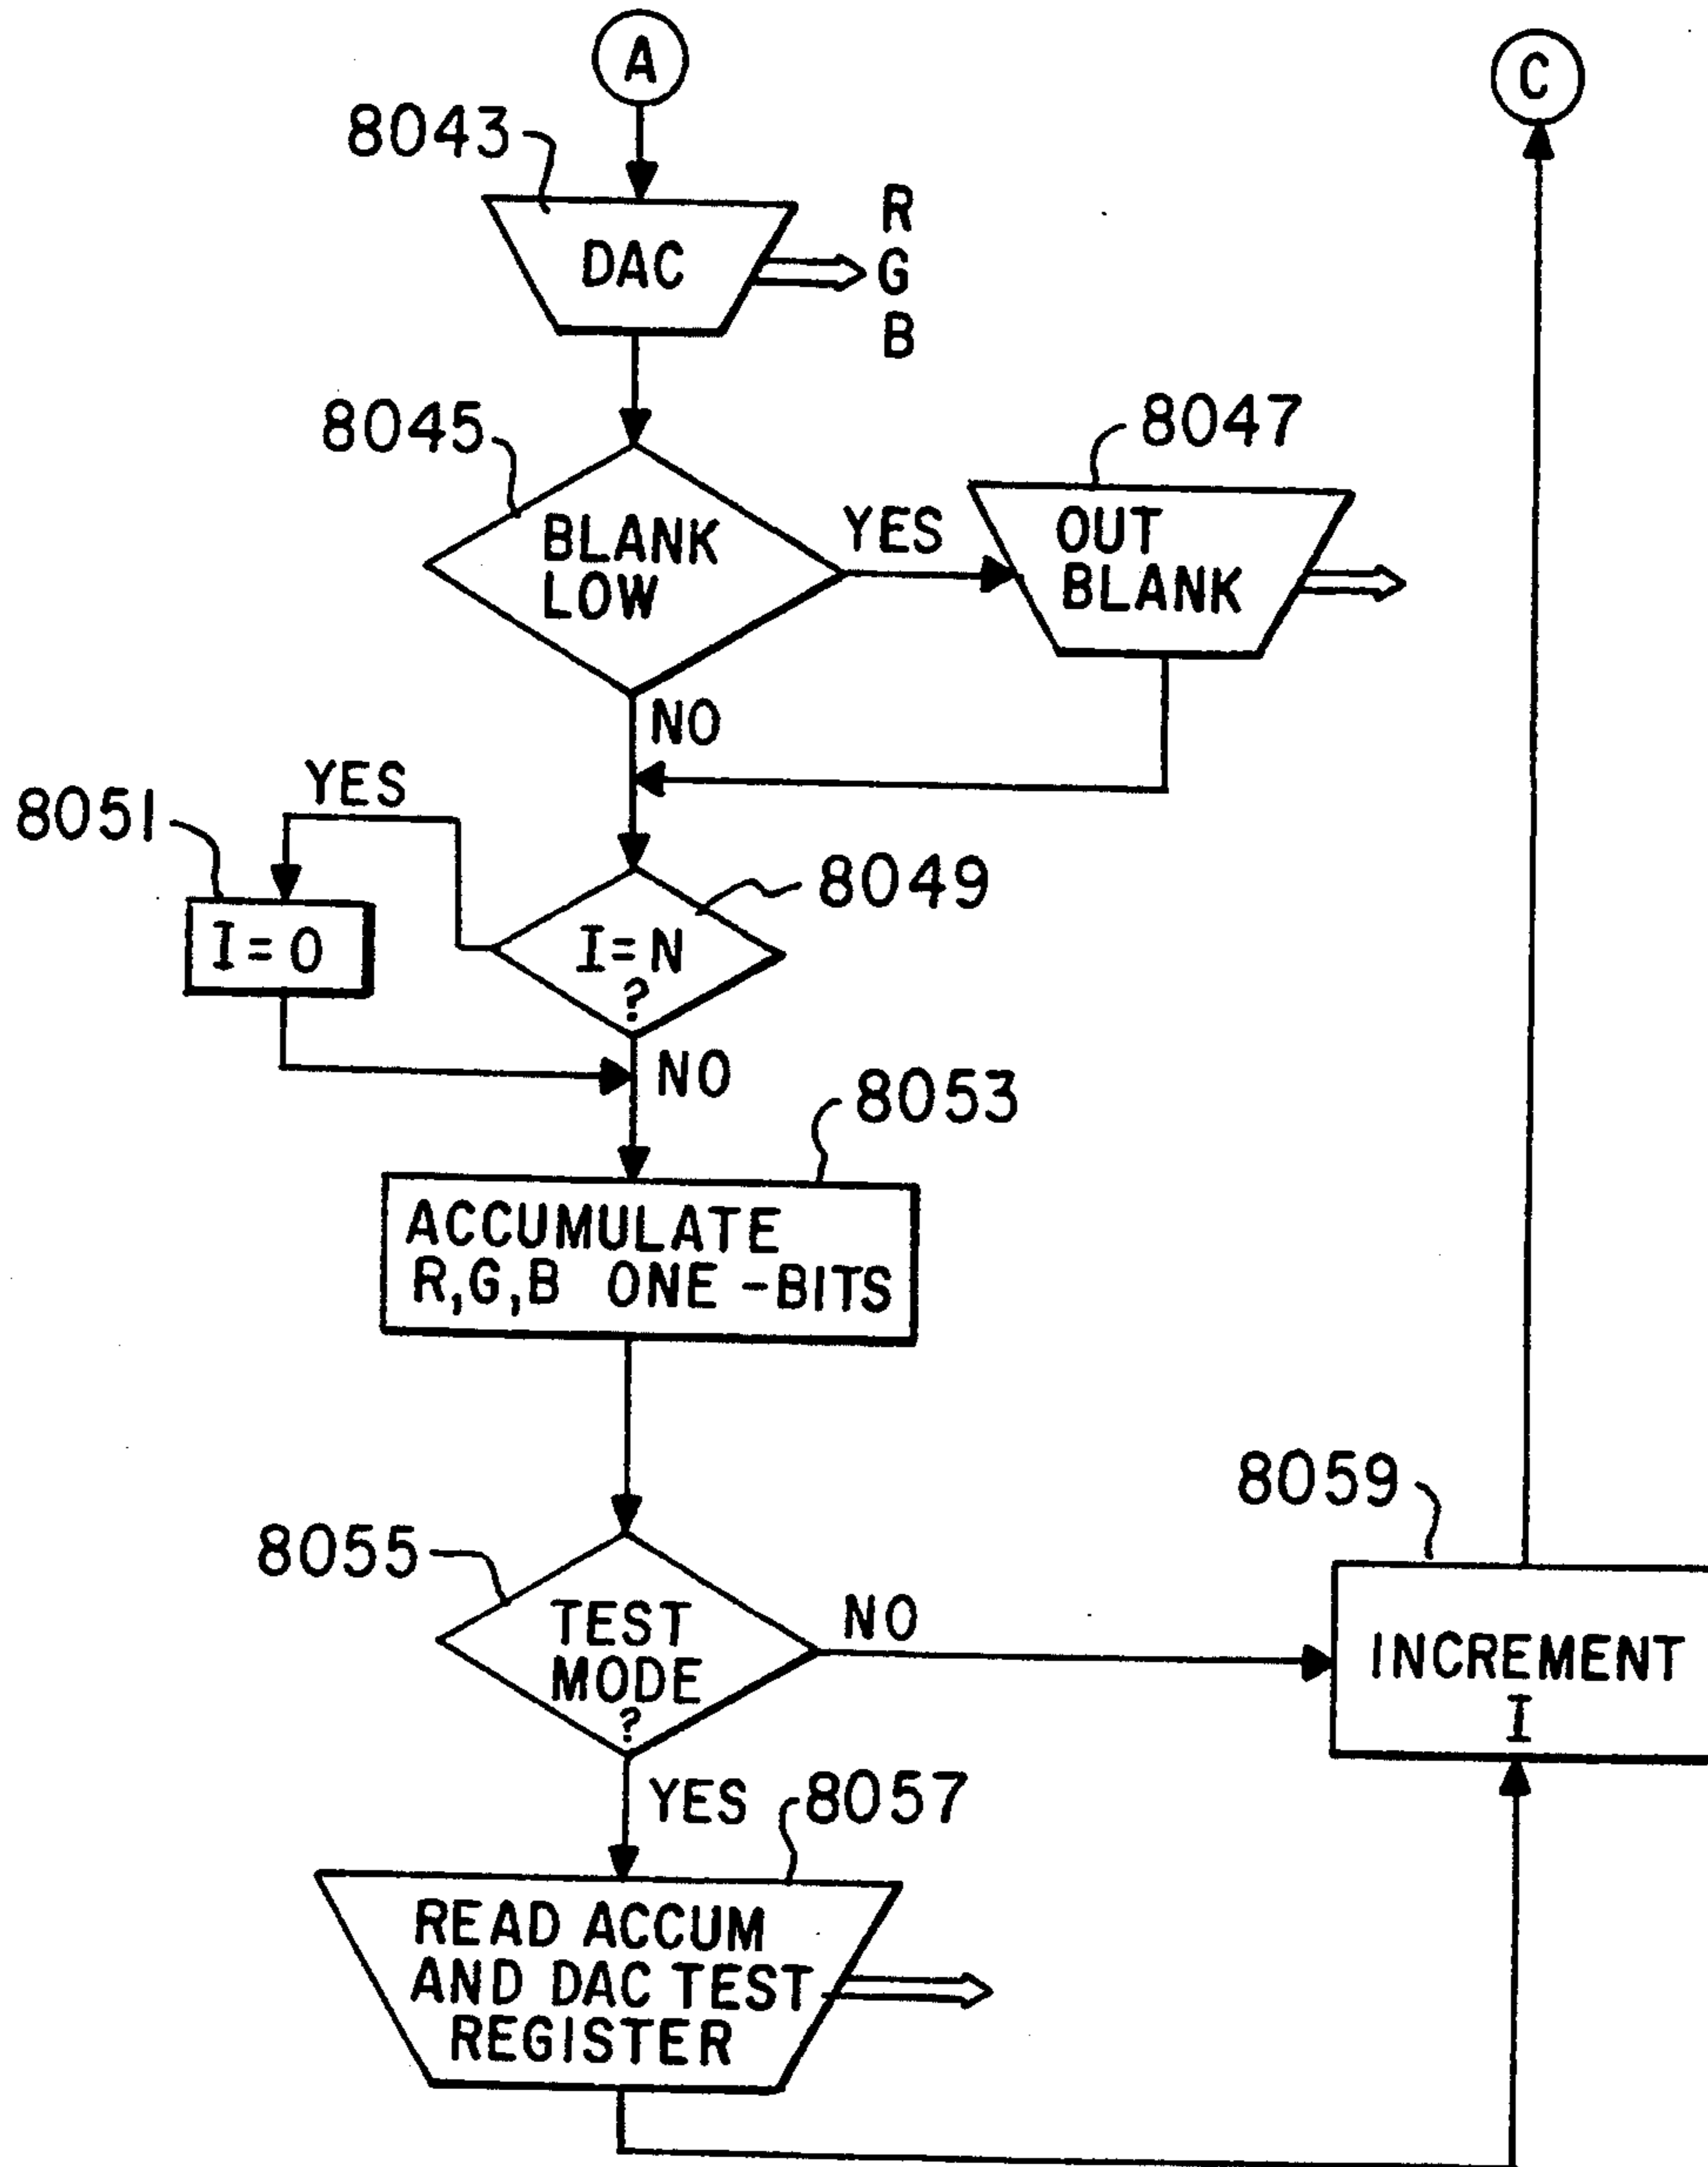 A
C
8043
DAC
R
G
B
8045
8047
BLANK
LOW
YES
OUT
BLANK
NO
YES
8051
8049
I=0
I=N
?
NO
8053
ACCUMULATE
R,G,B ONE -BITS
8059
8055
TEST
MODE
?
NO
INCREMENT
I
YES
8057
READ ACCUM
AND DAC TEST
REGISTER